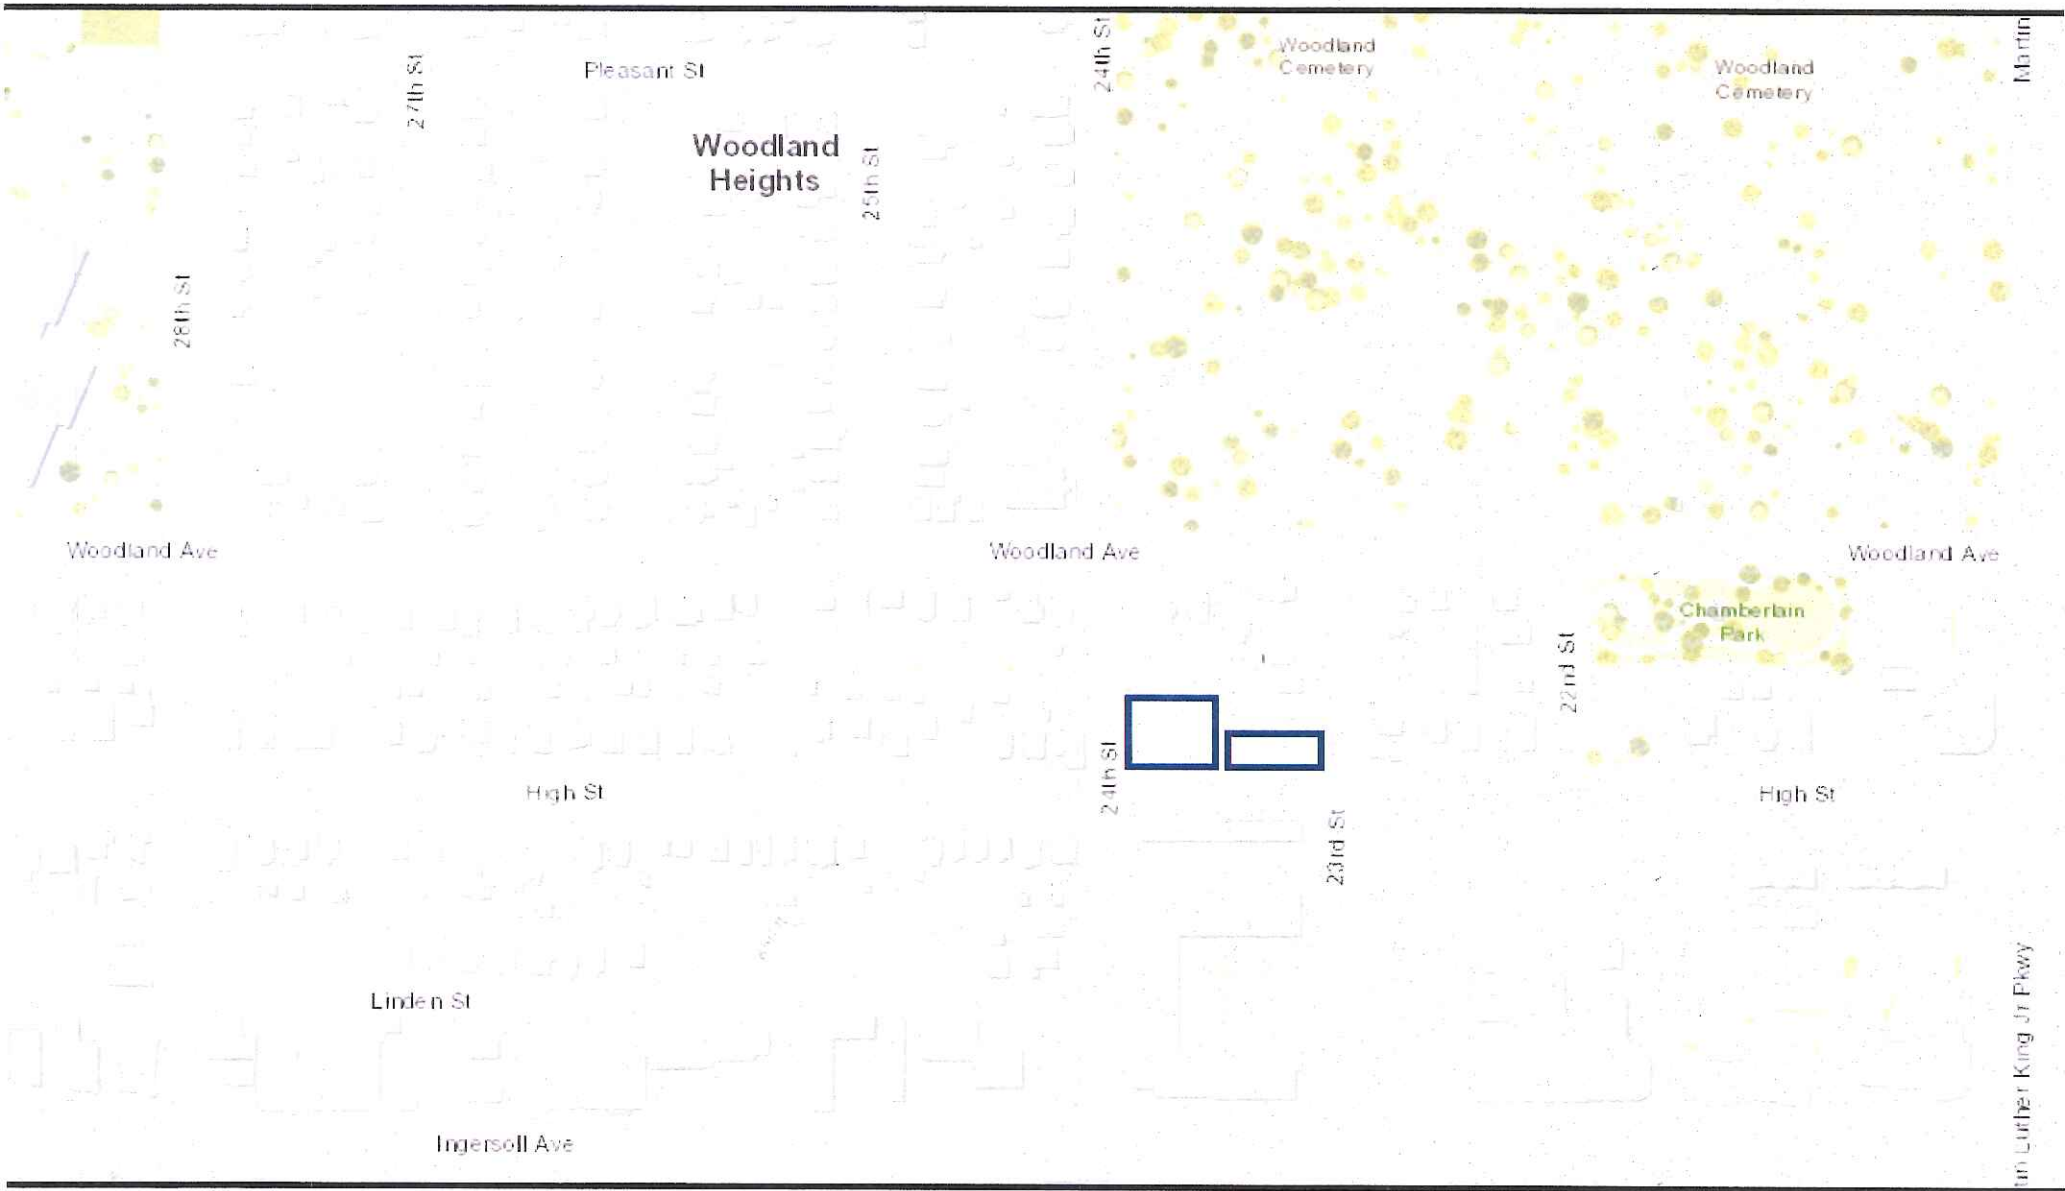 24th St
Martin
Woodland
Cemetery
Woodland
Cemetery
27th St
Pleasant St
Woodland
Heights
25th St
28th St
Woodland Ave
Woodland Ave
Woodland Ave
Chamberlain
Park
22nd St
24th St
High St
High St
23rd St
Linden St
Luther King Jr Pkwy
Ingersoll Ave